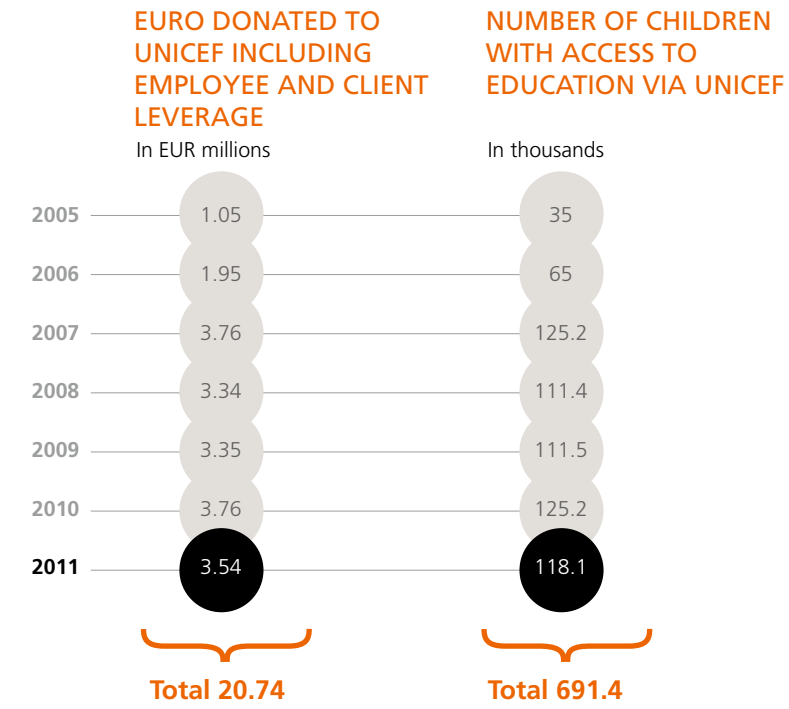 EURO DONATED TO
UNICEF INCLUDING
EMPLOYEE AND CLIENT
LEVERAGE
In EUR millions
NUMBER OF CHILDREN
WITH ACCESS TO
EDUCATION VIA UNICEF
In thousands
2005 1.05 35
2006 1.95 65
2007 3.76 125.2
2008 3.34 111.4
2009 3.35 111.5
2010 3.76 125.2
2011 3.54 118.1
Total 20.74 Total 691.4